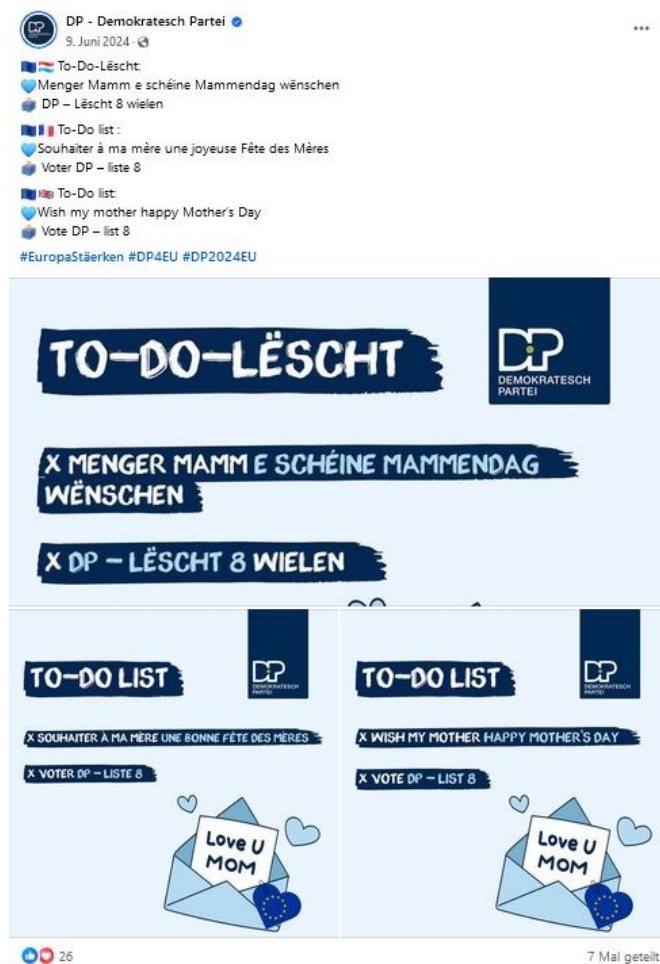 DP - Demokratesch Partei
9. Juni 2024
To-Do-Lëscht:
Menger Mamm e schéine Mammendag wënschen
DP – Lëscht 8 wielen
To-Do list :
Souhaiter à ma mère une joyeuse Fête des Mères
Voter DP – liste 8
To-Do list:
Wish my mother happy Mother's Day
Vote DP – list 8
#EuropaStäerken #DP4EU #DP2024EU
TO-DO-LËSCHT
DP
DEMOKRATESCH
PARTEI
X MENGER MAMM E SCHÉINE MAMMENDAG
WËNSCHEN
X DP – LËSCHT 8 WIELEN
TO-DO LIST
DP
DEMOKRATESCH
PARTEI
X SOUHAITER À MA MÈRE UNE BONNE FÊTE DES MÈRES
X VOTER DP – LISTE 8
Love U
MOM
TO-DO LIST
DP
DEMOKRATESCH
PARTEI
X WISH MY MOTHER HAPPY MOTHER'S DAY
X VOTE DP – LIST 8
Love U
MOM
26
7 Mal geteilt